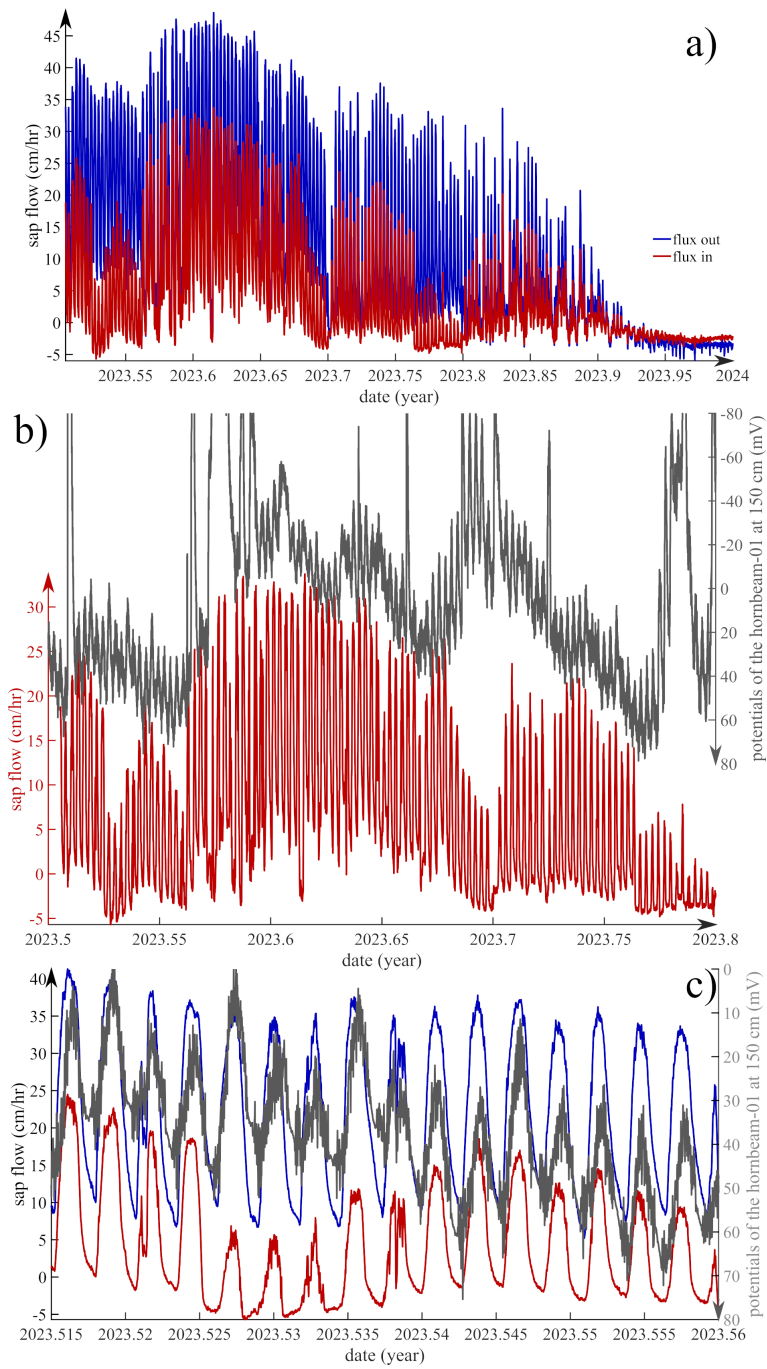 a)
45
40
35
30
25
20
15
10
5
0
-5
sap flow (cm/hr)
flux out
flux in
2023.55 2023.6 2023.65 2023.7 2023.75 2023.8 2023.85 2023.9 2023.95 2024
date (year)
b)
-80
-60
-40
-20
0
20
40
60
80
potentials of the hornbeam-01 at 150 cm (mV)
30
25
20
15
10
5
0
-5
sap flow (cm/hr)
2023.5 2023.55 2023.6 2023.65 2023.7 2023.75 2023.8
date (year)
c)
40
35
30
25
20
15
10
5
0
-5
sap flow (cm/hr)
0
10
20
30
40
50
60
70
80
potentials of the hornbeam-01 at 150 cm (mV)
2023.515 2023.52 2023.525 2023.53 2023.535 2023.54 2023.545 2023.55 2023.555 2023.56
date (year)